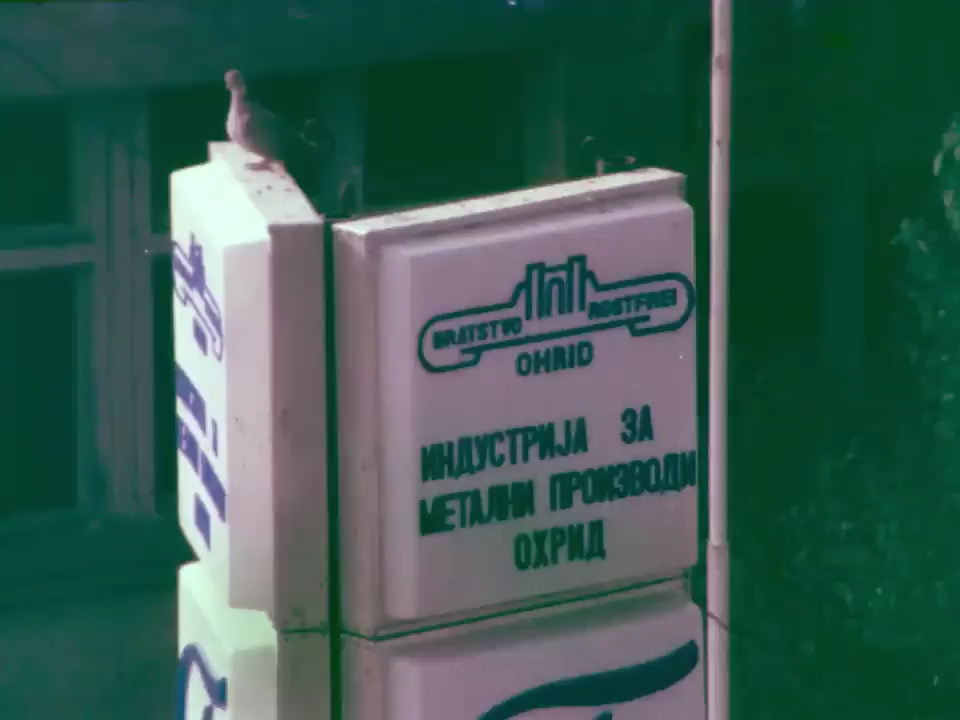 BRATSTVO ROSTFREI
OHRID
ИНДУСТРИЈА ЗА
МЕТАЛНИ ПРОИЗВОДИ
ОХРИД